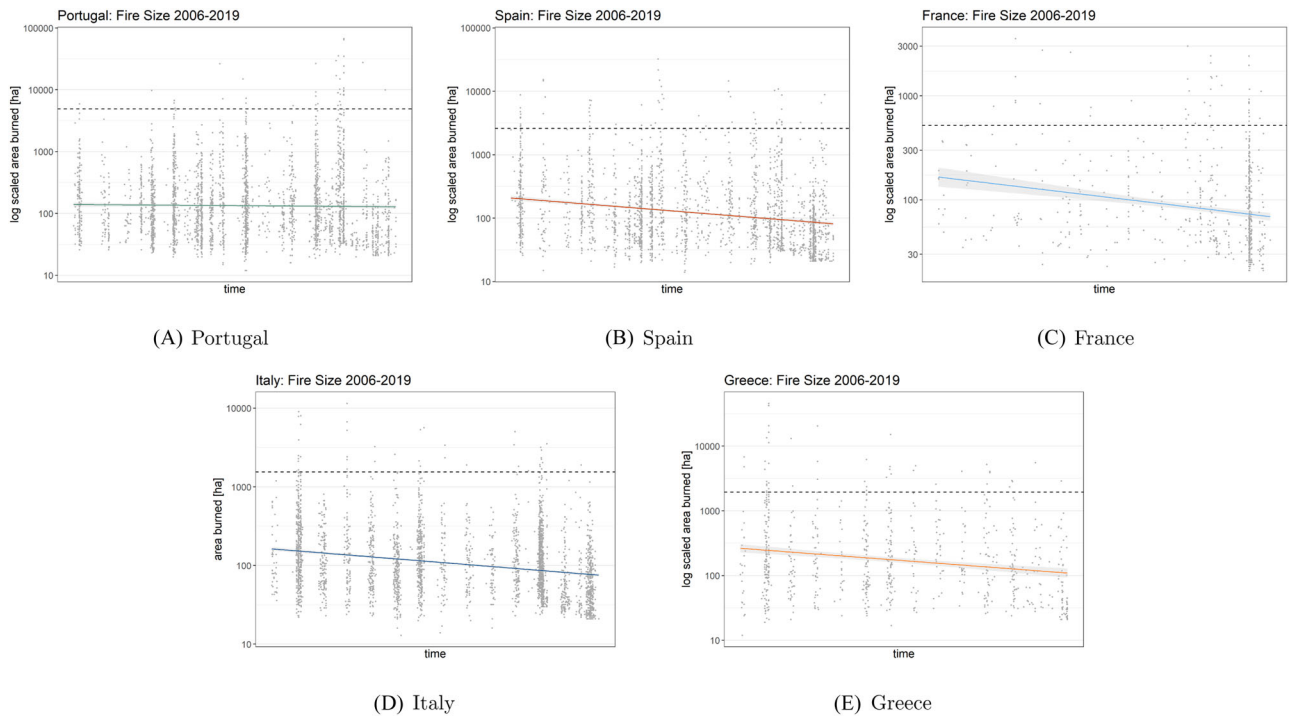 Portugal: Fire Size 2006-2019
log scaled area burned [ha]
100000
10000
1000
100
10
time
(A) Portugal
Spain: Fire Size 2006-2019
log scaled area burned [ha]
10000
1000
100
10
time
(B) Spain
France: Fire Size 2006-2019
log scaled area burned [ha]
3000
1000
300
100
30
time
(C) France
Italy: Fire Size 2006-2019
area burned [ha]
10000
1000
100
10
time
(D) Italy
Greece: Fire Size 2006-2019
log scaled area burned [ha]
10000
1000
100
10
time
(E) Greece